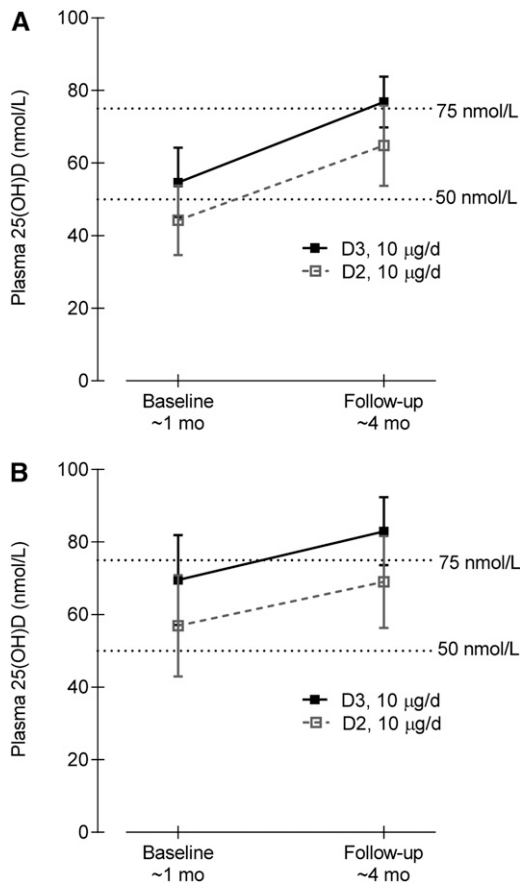 A
Plasma 25(OH)D (nmol/L)
100
80
60
40
20
0
75 nmol/L
50 nmol/L
D3, 10 μg/d
D2, 10 μg/d
Baseline
~1 mo
Follow-up
~4 mo
B
Plasma 25(OH)D (nmol/L)
100
80
60
40
20
0
75 nmol/L
50 nmol/L
D3, 10 μg/d
D2, 10 μg/d
Baseline
~1 mo
Follow-up
~4 mo